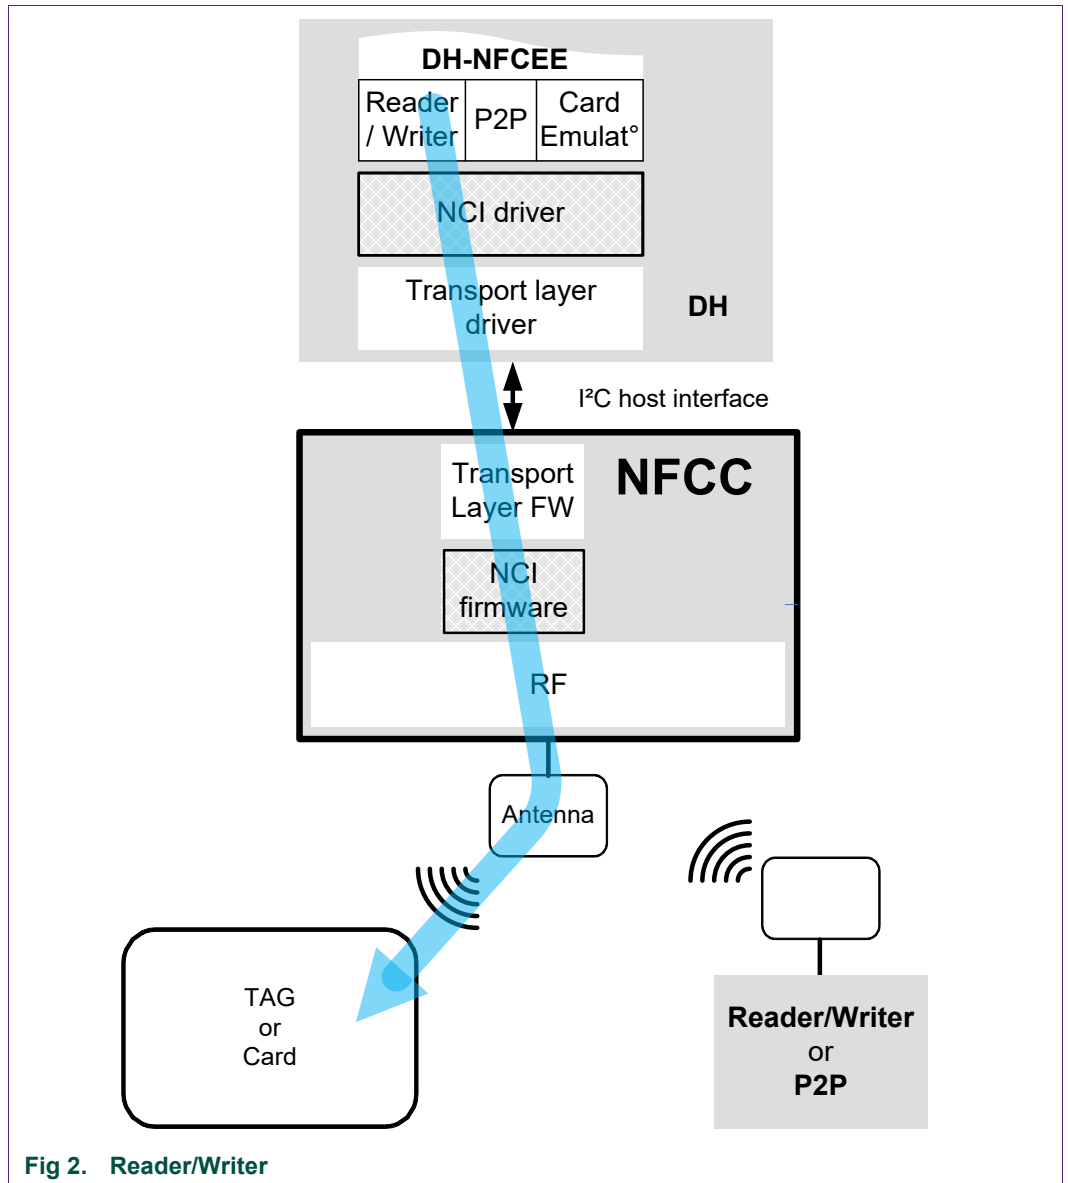 DH-NFCEE
Reader
/ Writer
P2P
Card
Emulat°
NCI driver
Transport layer
driver
DH
I²C host interface
NFCC
Transport
Layer FW
NCI
firmware
RF
Antenna
TAG
or
Card
Reader/Writer
or
P2P
Fig 2. Reader/Writer